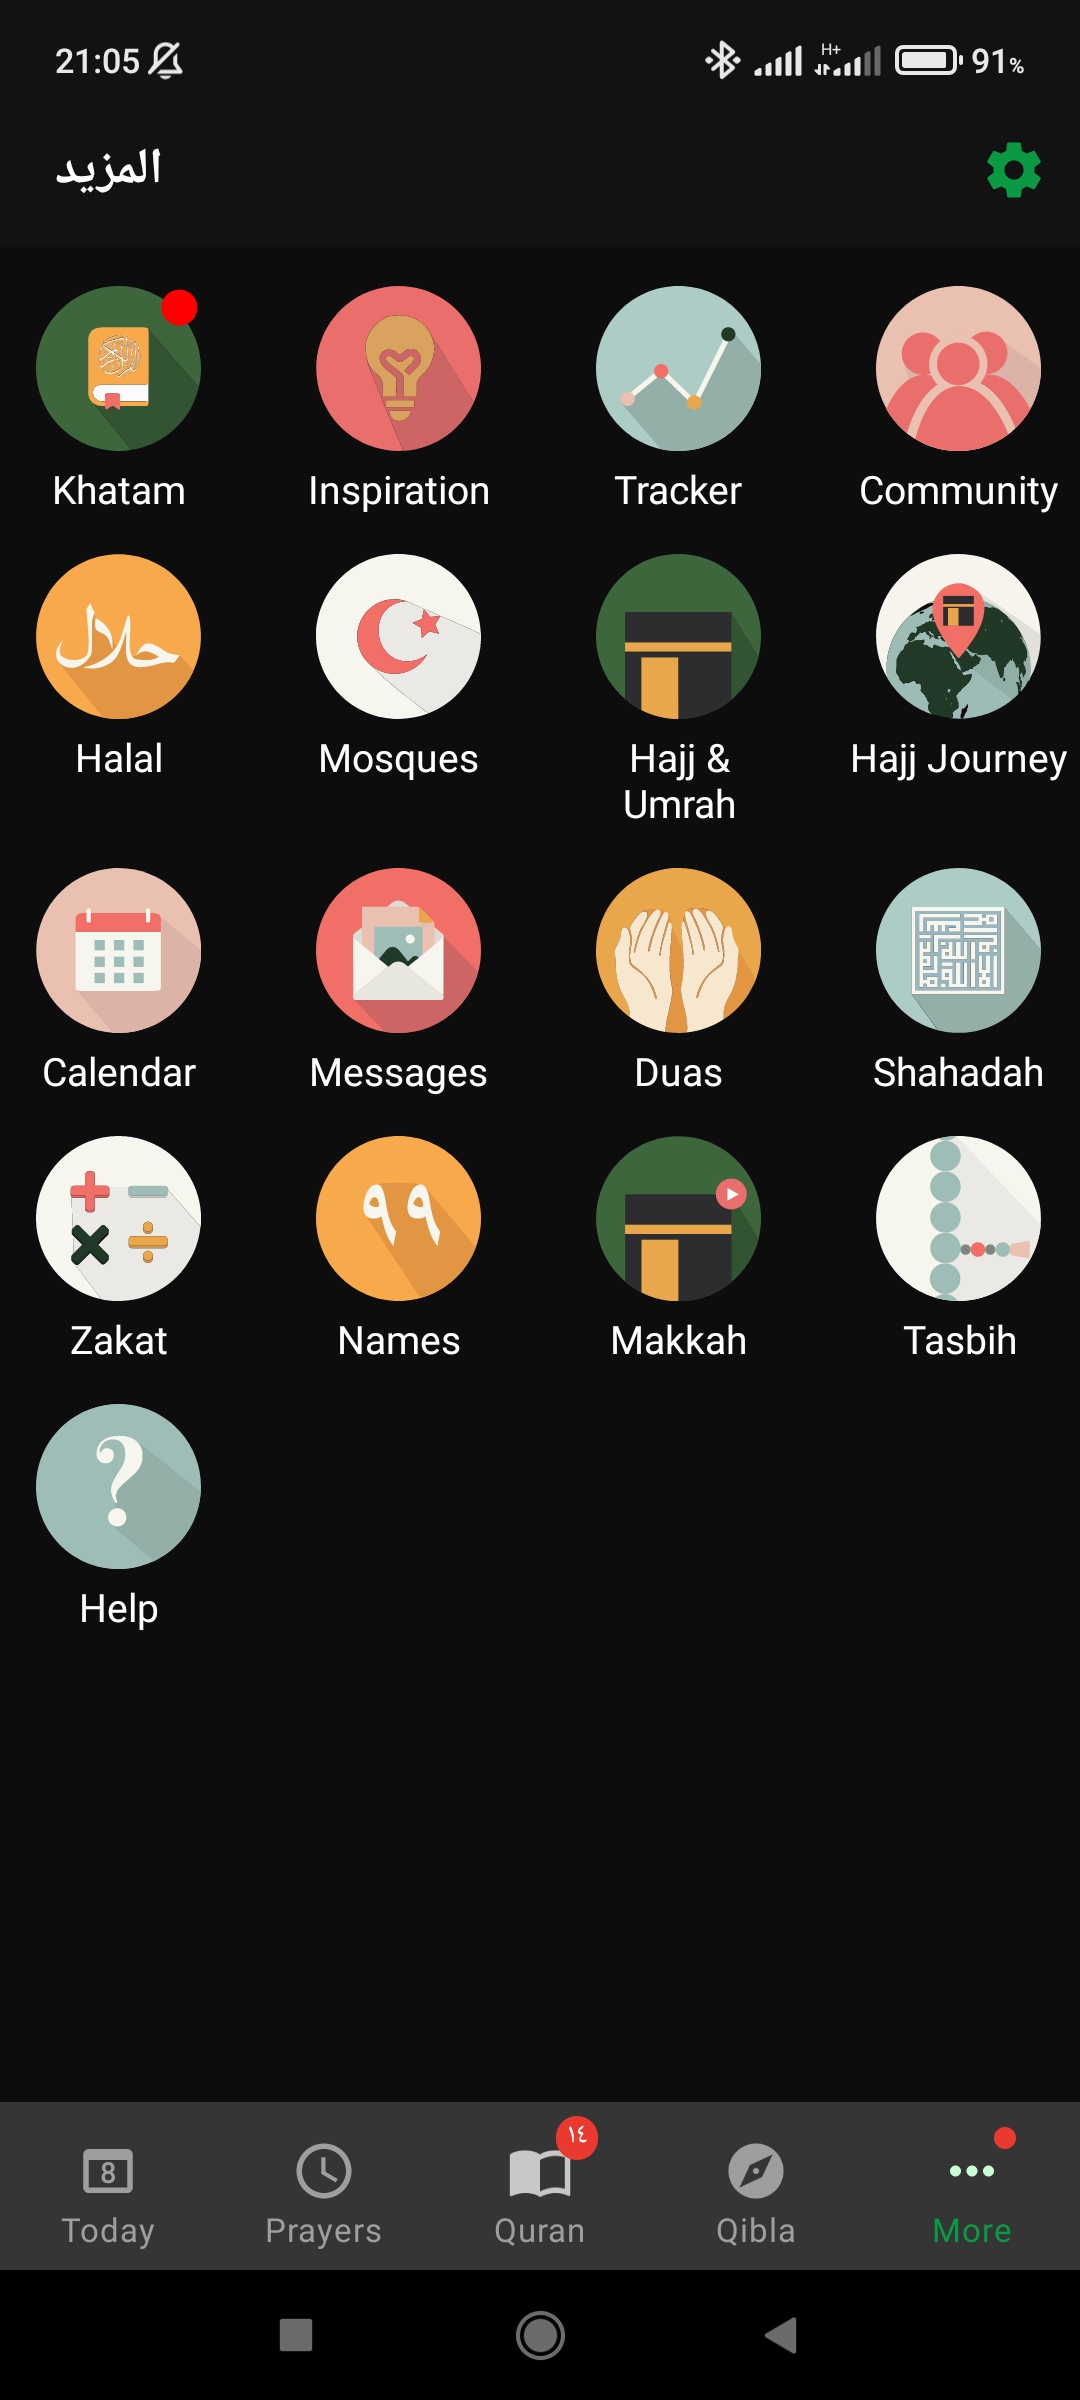 21:05
H+
91%
المزيد
Khatam
Inspiration
Tracker
Community
حلال
Halal
Mosques
Hajj &
Umrah
Hajj Journey
Calendar
Messages
Duas
Shahadah
٩٩
Zakat
Names
Makkah
Tasbih
?
Help
8
١٤
Today
Prayers
Quran
Qibla
More